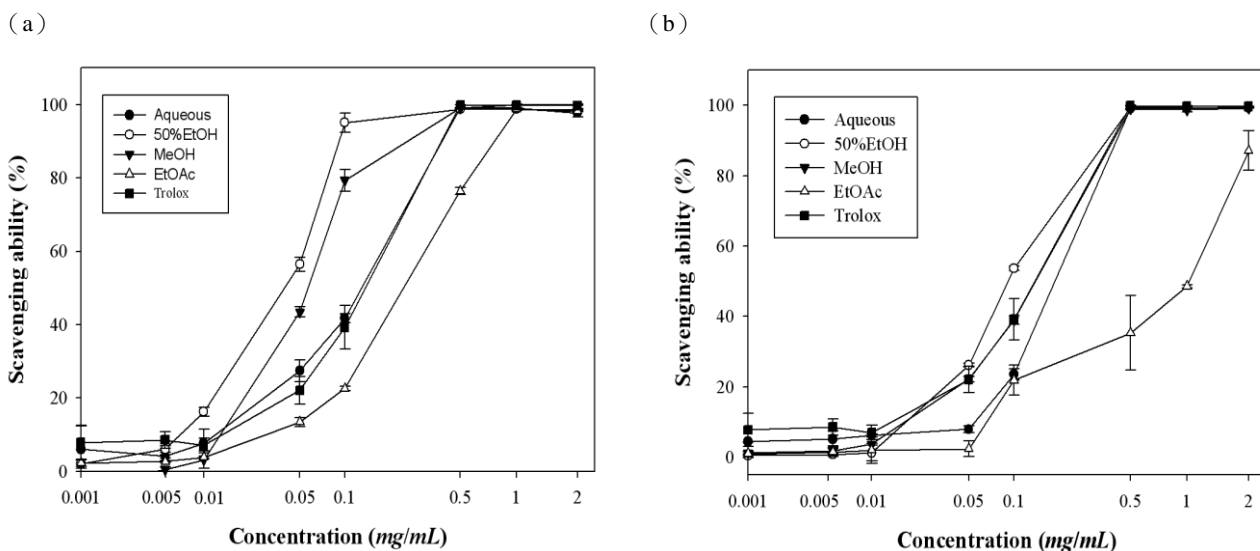 （a）
（b）
Scavenging ability (%)
100
80
60
40
20
0
Aqueous
50%EtOH
MeOH
EtOAc
Trolox
0.001
0.005
0.01
0.05
0.1
0.5
1
2
Concentration (mg/mL)
Scavenging ability (%)
100
80
60
40
20
0
Aqueous
50%EtOH
MeOH
EtOAc
Trolox
0.001
0.005
0.01
0.05
0.1
0.5
1
2
Concentration (mg/mL)